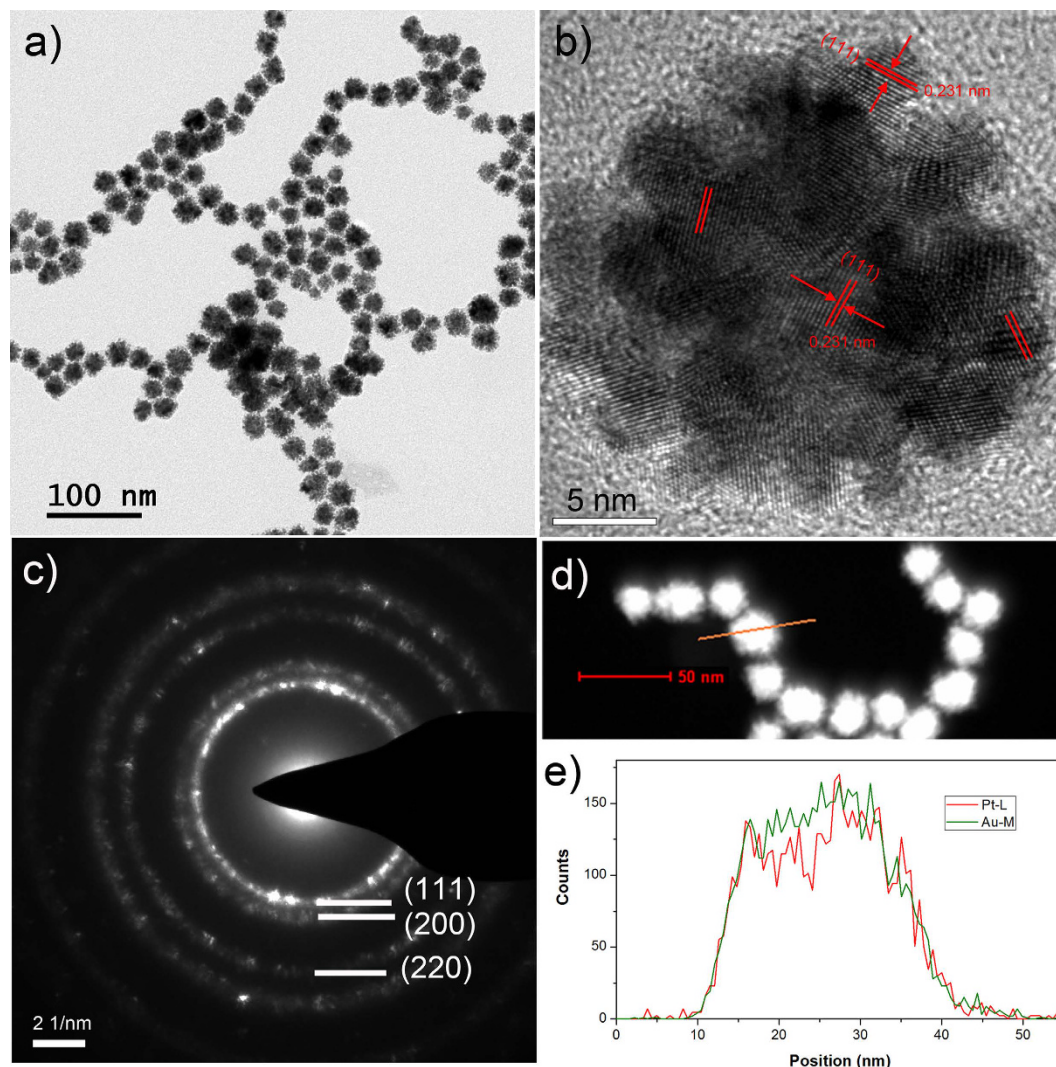 a)
100 nm
b)
(111)
0.231 nm
(111)
0.231 nm
5 nm
c)
(111)
(200)
(220)
2 1/nm
d)
50 nm
e)
Pt-L
Au-M
Counts
150
100
50
0
0 10 20 30 40 50
Position (nm)